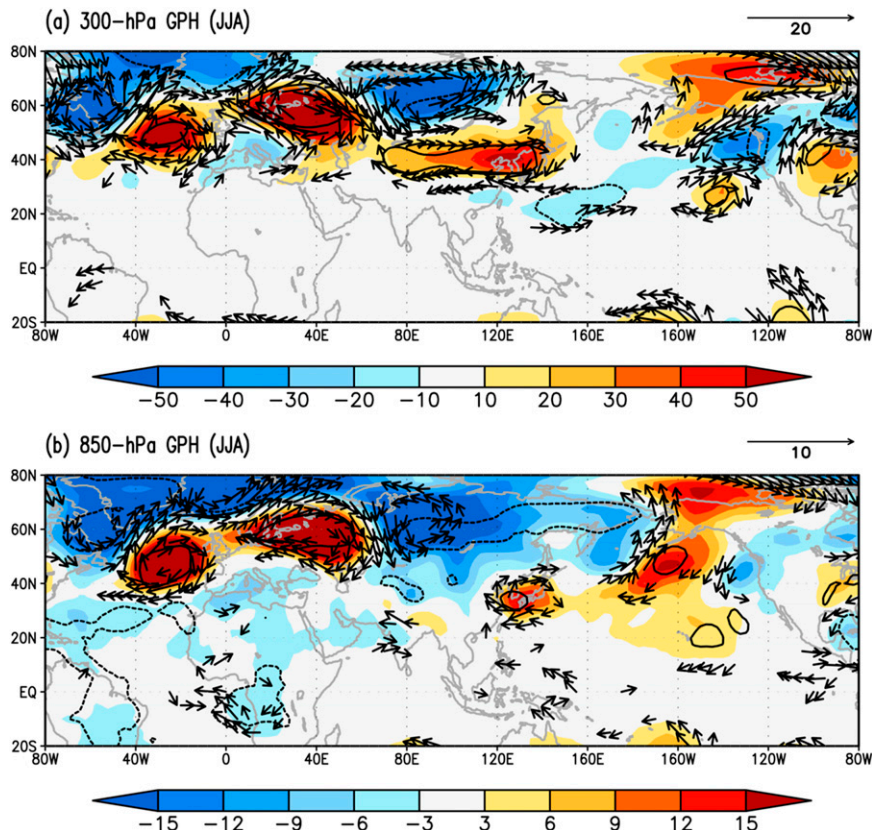 (a) 300-hPa GPH (JJA)
20
80N
60N
40N
20N
EQ
20S
80W 40W 0 40E 80E 120E 160E 160W 120W 80W
-50 -40 -30 -20 -10 10 20 30 40 50
(b) 850-hPa GPH (JJA)
10
80N
60N
40N
20N
EQ
20S
80W 40W 0 40E 80E 120E 160E 160W 120W 80W
-15 -12 -9 -6 -3 3 6 9 12 15